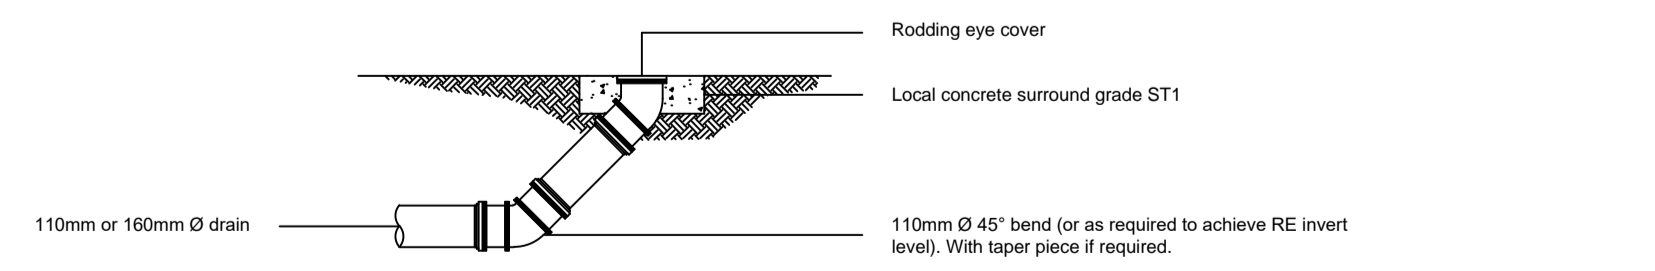 Rodding eye cover
Local concrete surround grade ST1
110mm or 160mm Ø drain
110mm Ø 45° bend (or as required to achieve RE invert
level). With taper piece if required.